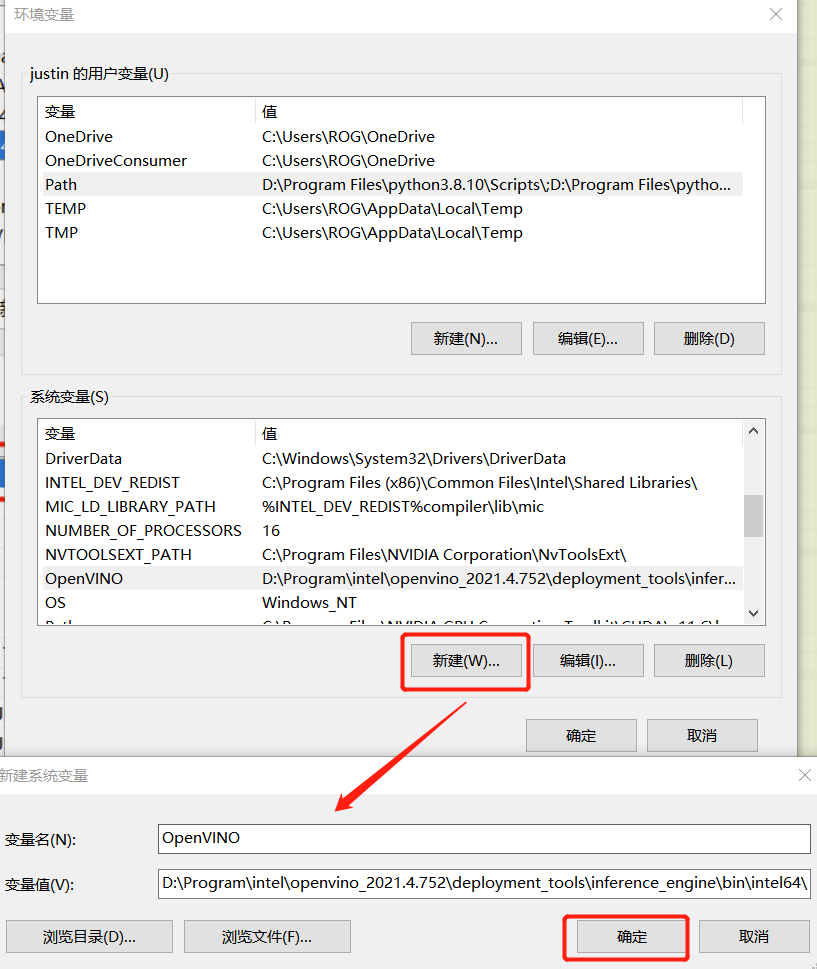 环境变量
justin 的用户变量(U)
变量 值
OneDrive C:\Users\ROG\OneDrive
OneDriveConsumer C:\Users\ROG\OneDrive
Path D:\Program Files\python3.8.10\Scripts\;D:\Program Files\pytho...
TEMP C:\Users\ROG\AppData\Local\Temp
TMP C:\Users\ROG\AppData\Local\Temp
新建(N)... 编辑(E)... 删除(D)
系统变量(S)
变量 值
DriverData C:\Windows\System32\Drivers\DriverData
INTEL_DEV_REDIST C:\Program Files (x86)\Common Files\Intel\Shared Libraries\
MIC_LD_LIBRARY_PATH %INTEL_DEV_REDIST%compiler\lib\mic
NUMBER_OF_PROCESSORS 16
NVTOOLSEXT_PATH C:\Program Files\NVIDIA Corporation\NvToolsExt\
OpenVINO D:\Program\intel\openvino_2021.4.752\deployment_tools\infer...
OS Windows_NT
新建(W)... 编辑(I)... 删除(L)
确定 取消
新建系统变量
变量名(N): OpenVINO
变量值(V): D:\Program\intel\openvino_2021.4.752\deployment_tools\inference_engine\bin\intel64\
浏览目录(D)... 浏览文件(F)... 确定 取消